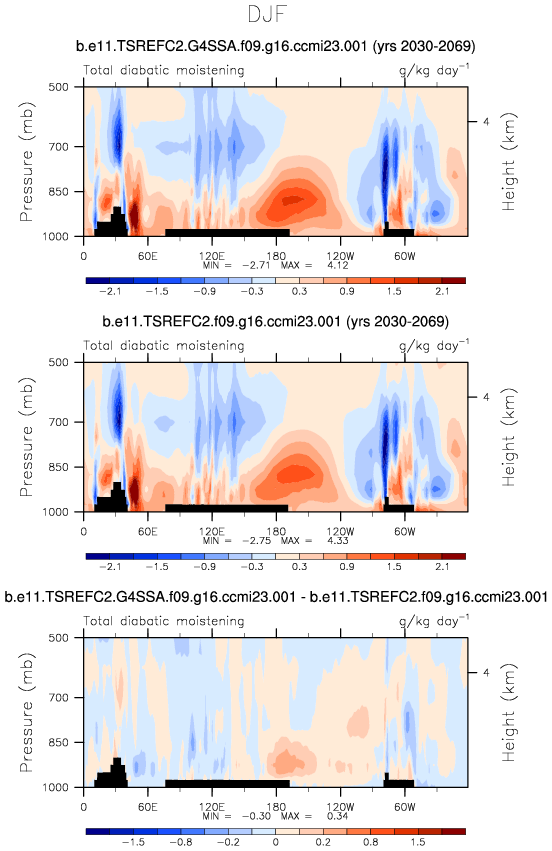 DJF
b.e11.TSREFC2.G4SSA.f09.g16.ccmi23.001 (yrs 2030-2069)
Total diabatic moistening g/kg day⁻¹
500
700
850
1000
Pressure (mb)
4
Height (km)
0 60E 120E 180 120W 60W
MIN = -2.71 MAX = 4.12
-2.1 -1.5 -0.9 -0.3 0.3 0.9 1.5 2.1
b.e11.TSREFC2.f09.g16.ccmi23.001 (yrs 2030-2069)
Total diabatic moistening g/kg day⁻¹
500
700
850
1000
Pressure (mb)
4
Height (km)
0 60E 120E 180 120W 60W
MIN = -2.75 MAX = 4.33
-2.1 -1.5 -0.9 -0.3 0.3 0.9 1.5 2.1
b.e11.TSREFC2.G4SSA.f09.g16.ccmi23.001 - b.e11.TSREFC2.f09.g16.ccmi23.001
Total diabatic moistening g/kg day⁻¹
500
700
850
1000
Pressure (mb)
4
Height (km)
0 60E 120E 180 120W 60W
MIN = -0.30 MAX = 0.34
-1.5 -0.8 -0.2 0 0.2 0.8 1.5